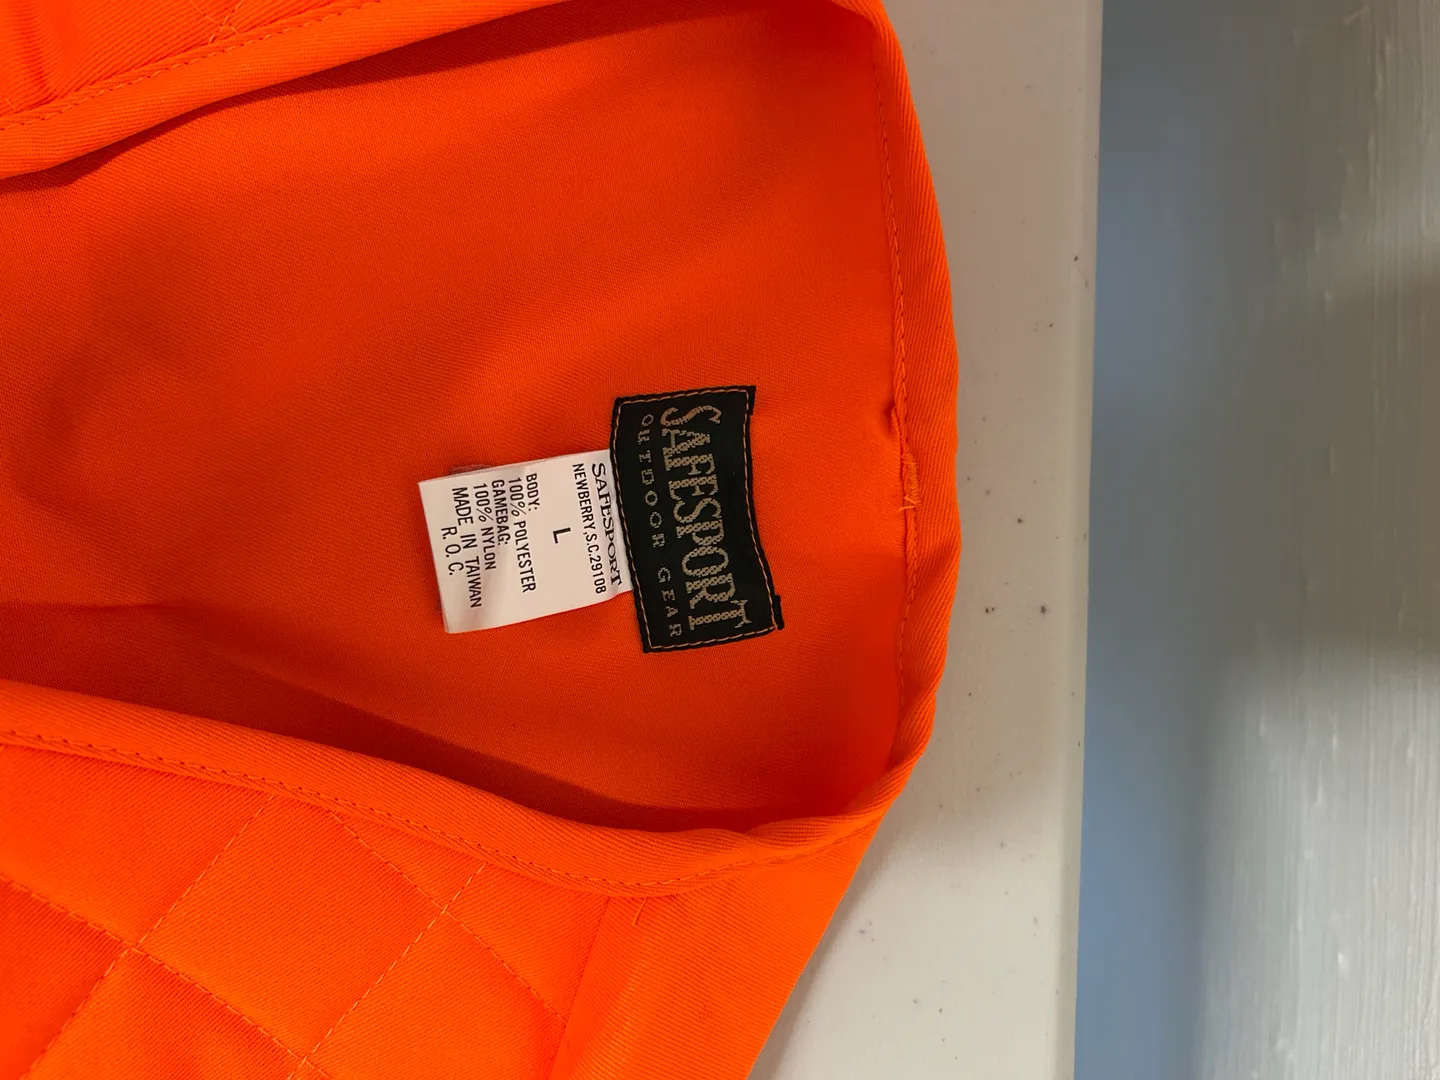 SAFESPORT
OUTDOOR GEAR
SAFESPORT
NEWBERRY,S.C.29108
L
BODY:
100% POLYESTER
GAMEBAG:
100% NYLON
MADE IN TAIWAN
R.O.C.